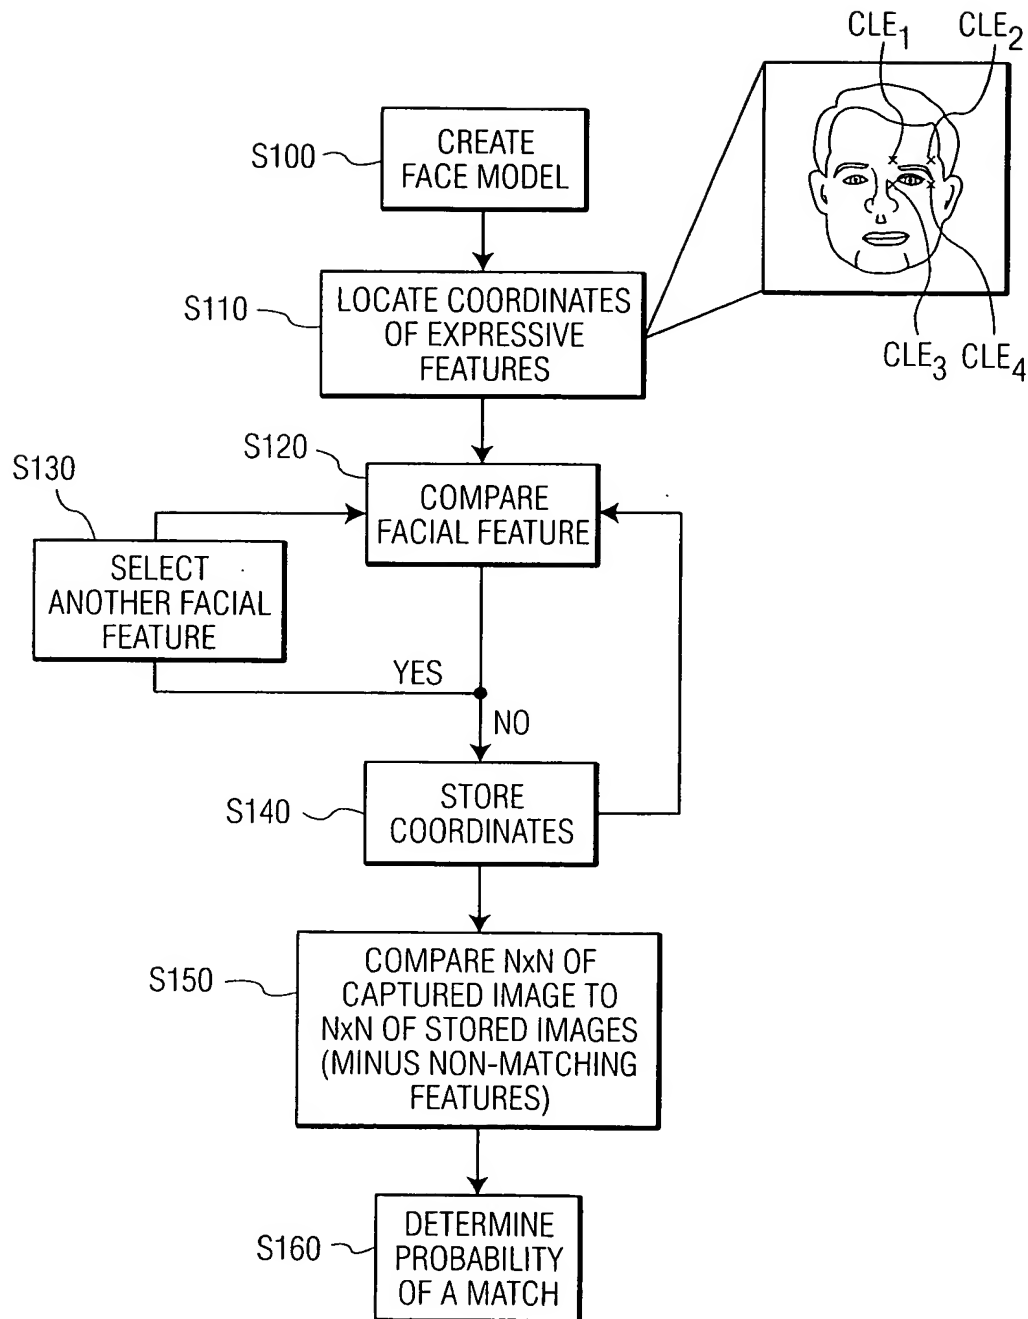 CLE1 CLE2
S100
CREATE
FACE MODEL
S110
LOCATE COORDINATES
OF EXPRESSIVE
FEATURES
CLE3 CLE4
S120
COMPARE
FACIAL FEATURE
S130
SELECT
ANOTHER FACIAL
FEATURE
YES
NO
S140
STORE
COORDINATES
S150
COMPARE NxN OF
CAPTURED IMAGE TO
NxN OF STORED IMAGES
(MINUS NON-MATCHING
FEATURES)
S160
DETERMINE
PROBABILITY
OF A MATCH